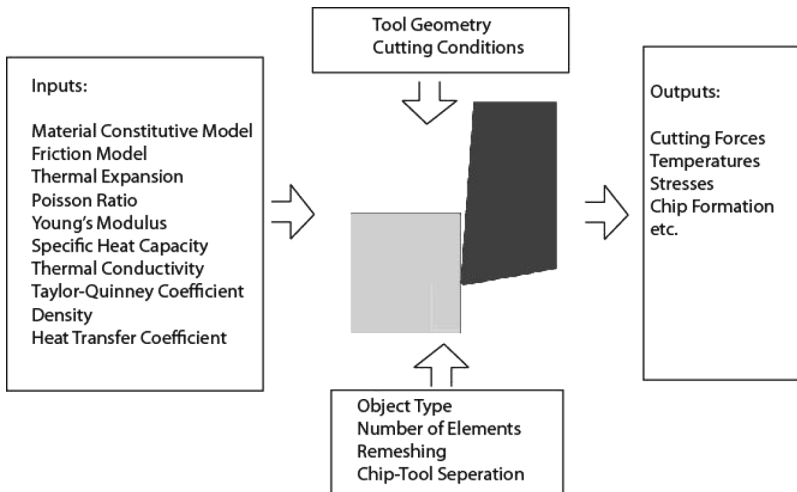 Tool Geometry
Cutting Conditions
Inputs:
Material Constitutive Model
Friction Model
Thermal Expansion
Poisson Ratio
Young's Modulus
Specific Heat Capacity
Thermal Conductivity
Taylor-Quinney Coefficient
Density
Heat Transfer Coefficient
Outputs:
Cutting Forces
Temperatures
Stresses
Chip Formation
etc.
Object Type
Number of Elements
Remeshing
Chip-Tool Seperation